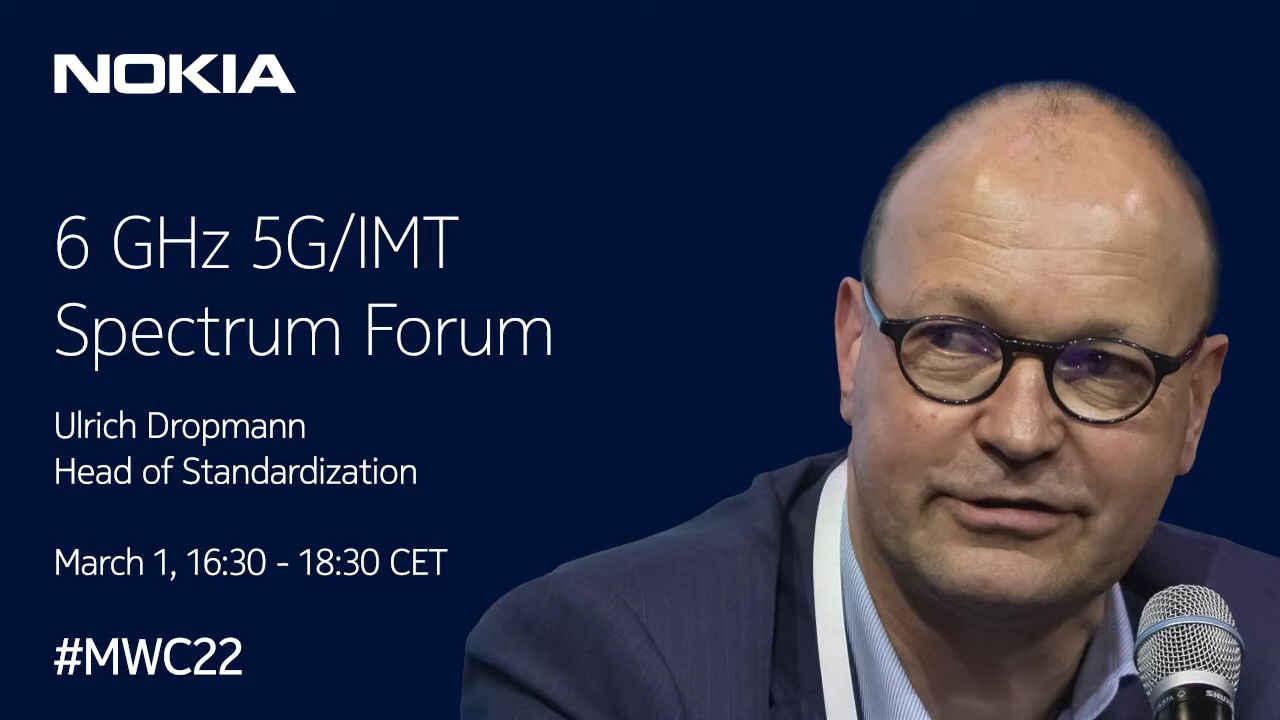 NOKIA
6 GHz 5G/IMT
Spectrum Forum
Ulrich Dropmann
Head of Standardization
March 1, 16:30 - 18:30 CET
#MWC22